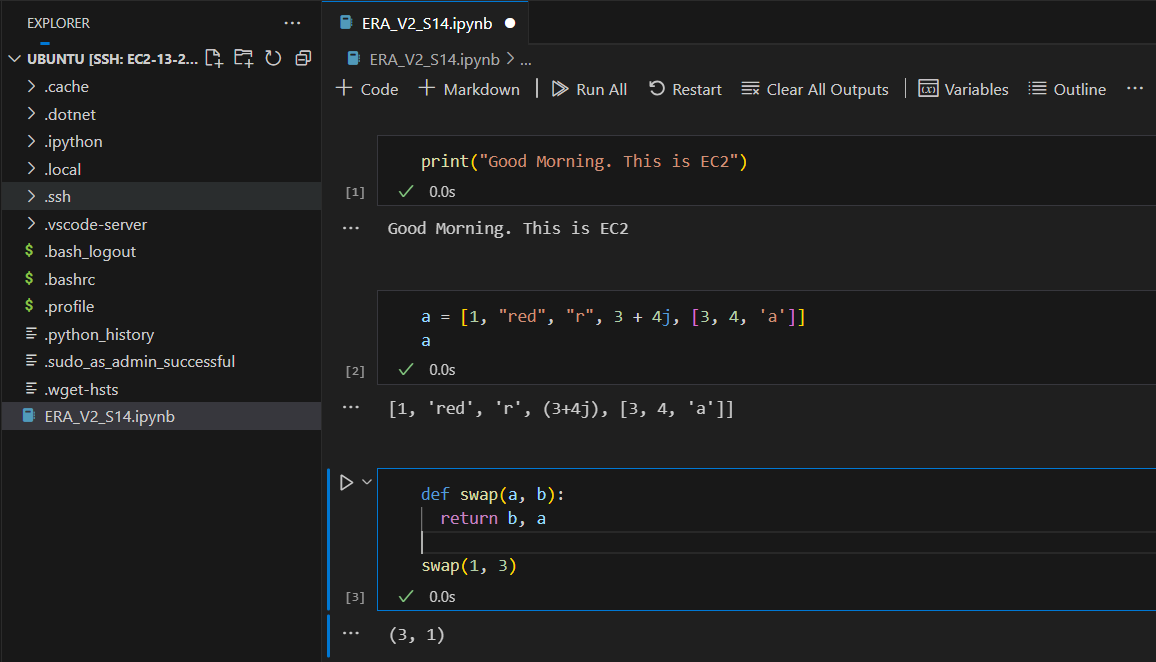 EXPLORER
ERA_V2_S14.ipynb
UBUNTU [SSH: EC2-13-2...
ERA_V2_S14.ipynb > ...
.cache
Code Markdown Run All Restart Clear All Outputs Variables Outline
.dotnet
.ipython
.local
.ssh
.vscode-server
.bash_logout
.bashrc
.profile
.python_history
.sudo_as_admin_successful
.wget-hsts
ERA_V2_S14.ipynb
print("Good Morning. This is EC2")
[1] 0.0s
Good Morning. This is EC2
a = [1, "red", "r", 3 + 4j, [3, 4, 'a']]
a
[2] 0.0s
[1, 'red', 'r', (3+4j), [3, 4, 'a']]
def swap(a, b):
return b, a
swap(1, 3)
[3] 0.0s
(3, 1)